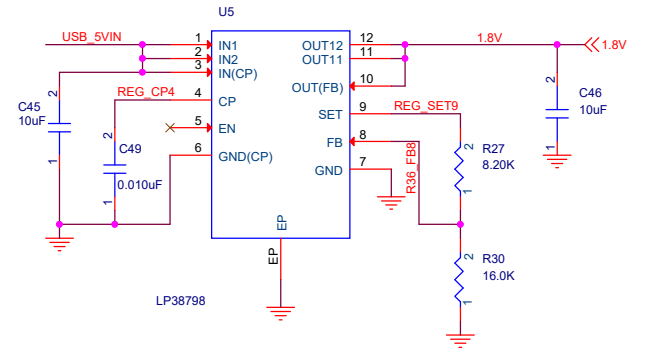 U5
USB_5VIN
1
IN1
OUT12
12
1.8V
1.8V
2
IN2
OUT11
11
3
IN(CP)
OUT(FB)
10
2
C45
10uF
1
REG_CP4
4
CP
SET
9
REG_SET9
2
C46
10uF
1
5
EN
FB
8
2
C49
0.010uF
1
6
GND(CP)
GND
7
R36_FB8
2
R27
8.20K
1
EP
EP
2
R30
16.0K
1
LP38798